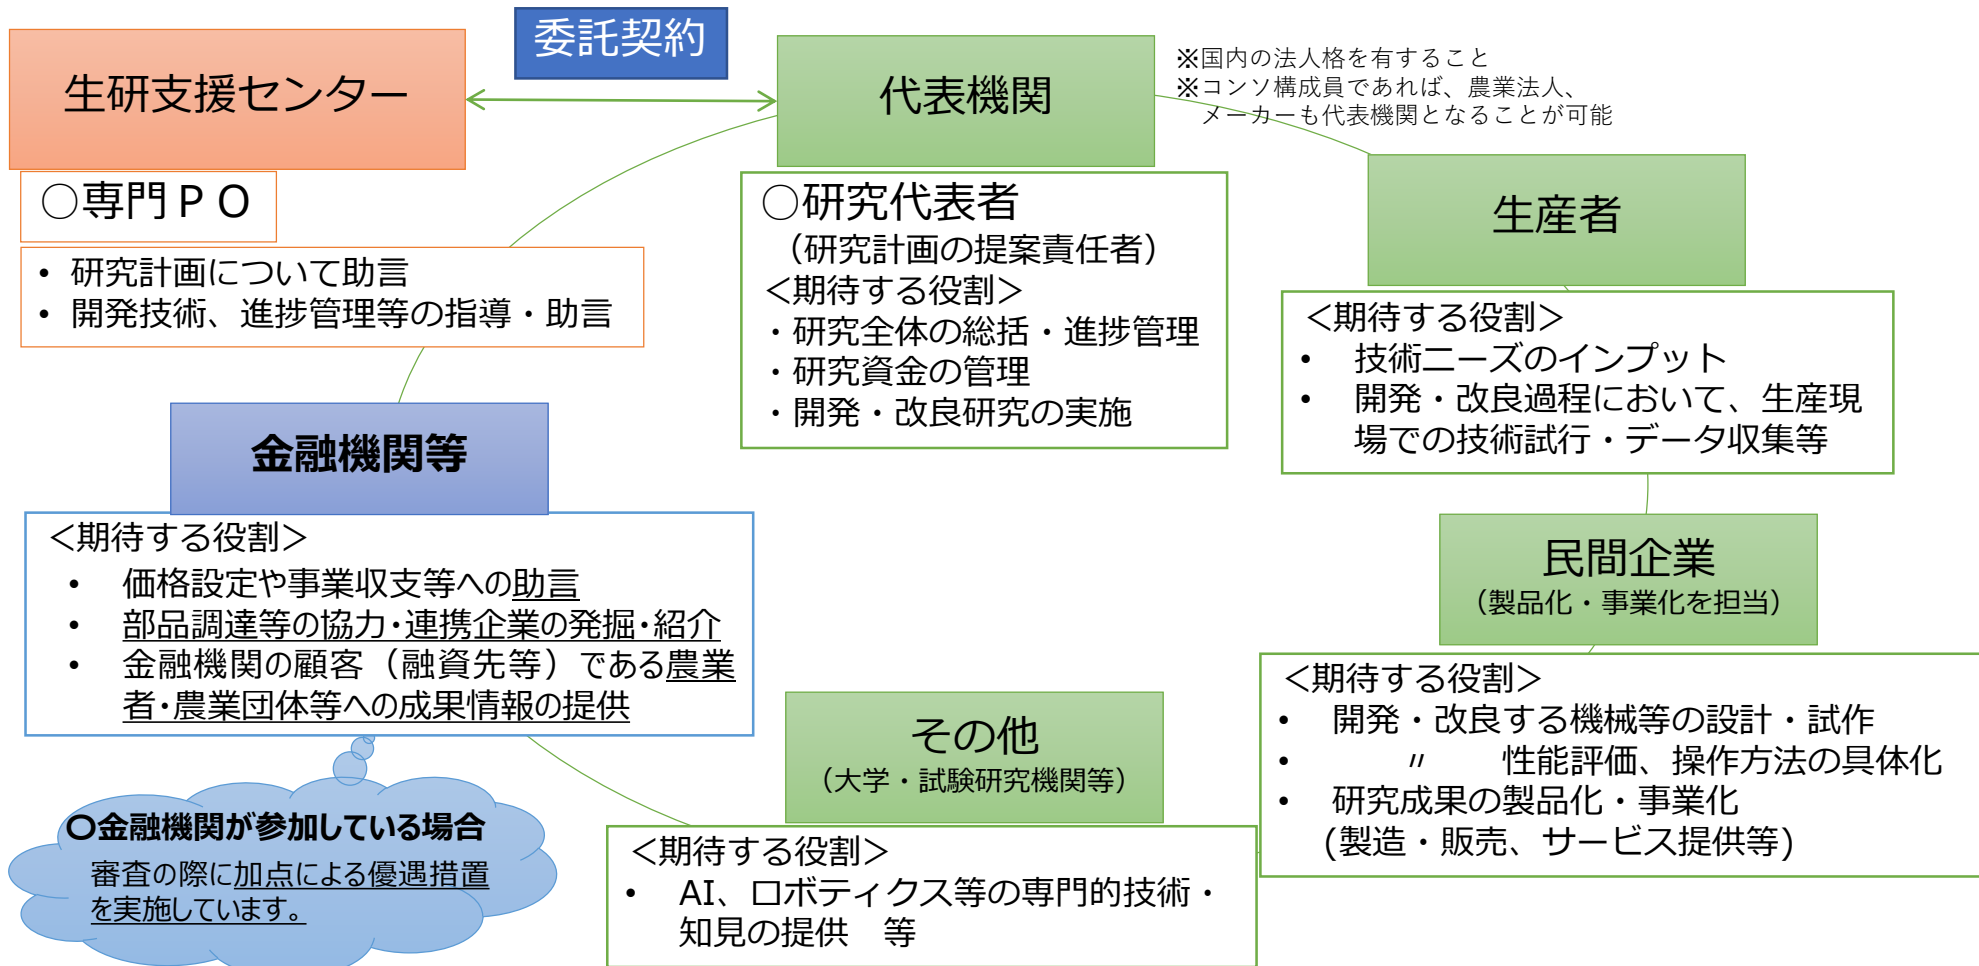 委託契約
生研支援センター
○専門ＰＯ
• 研究計画について助言
• 開発技術、進捗管理等の指導・助言
代表機関
※国内の法人格を有すること
※コンソ構成員であれば、農業法人、
メーカーも代表機関となることが可能
○研究代表者
（研究計画の提案責任者）
＜期待する役割＞
・研究全体の総括・進捗管理
・研究資金の管理
・開発・改良研究の実施
生産者
＜期待する役割＞
• 技術ニーズのインプット
• 開発・改良過程において、生産現
場での技術試行・データ収集等
金融機関等
＜期待する役割＞
• 価格設定や事業収支等への助言
• 部品調達等の協力・連携企業の発掘・紹介
• 金融機関の顧客（融資先等）である農業
者・農業団体等への成果情報の提供
〇金融機関が参加している場合
審査の際に加点による優遇措置
を実施しています。
民間企業
（製品化・事業化を担当）
＜期待する役割＞
• 開発・改良する機械等の設計・試作
• 〃 性能評価、操作方法の具体化
• 研究成果の製品化・事業化
(製造・販売、サービス提供等)
その他
（大学・試験研究機関等）
＜期待する役割＞
• AI、ロボティクス等の専門的技術・
知見の提供　等